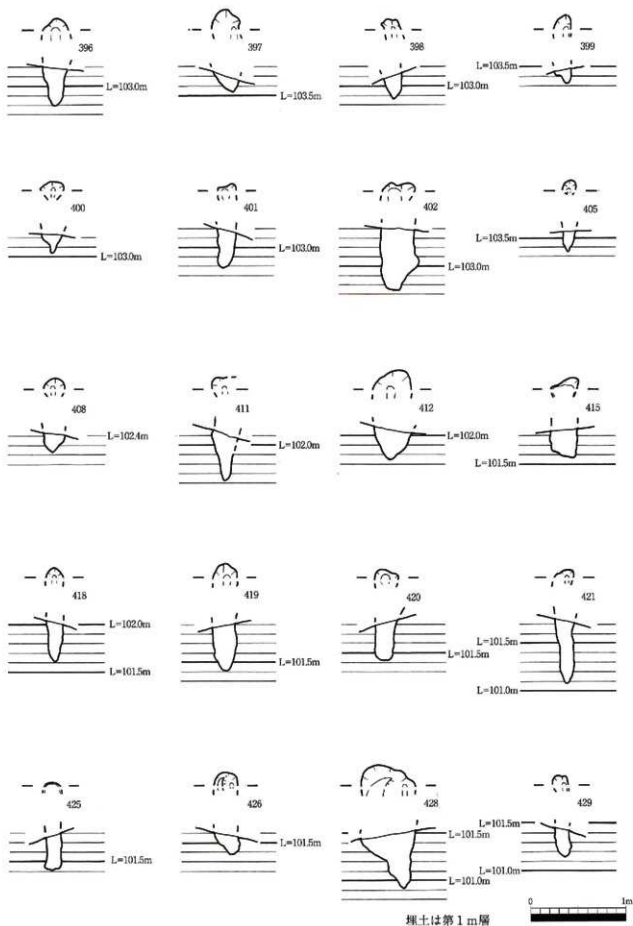 396
L=103.0m
397
L=103.5m
398
L=103.0m
399
L=103.5m
400
L=103.0m
401
L=103.0m
402
L=103.0m
405
L=103.5m
408
L=102.4m
411
L=102.0m
412
L=102.0m
415
L=101.5m
418
L=102.0m
L=101.5m
419
L=101.5m
420
L=101.5m
421
L=101.5m
L=101.0m
425
L=101.5m
426
L=101.5m
428
L=101.5m
L=101.0m
429
L=101.5m
L=101.0m
埋土は第1m層
0 1m